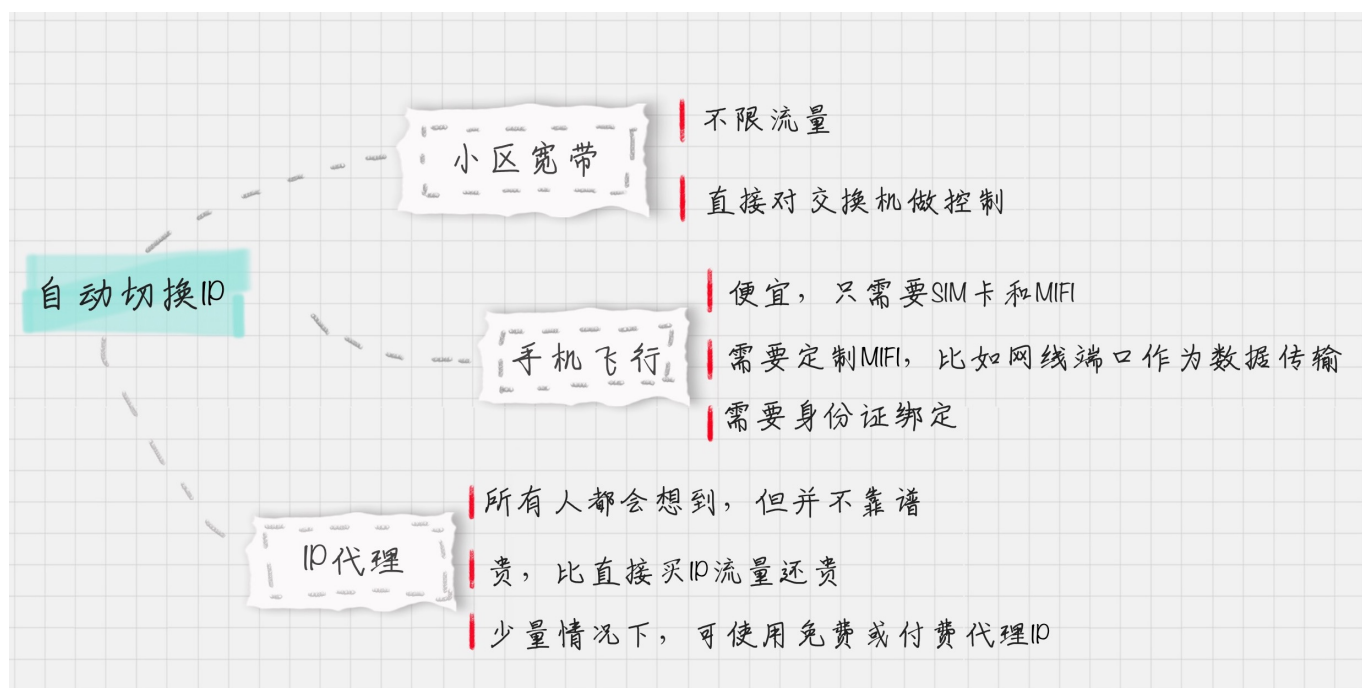 自动切换IP
小区宽带
不限流量
直接对交换机做控制
手机飞行
便宜，只需要SIM卡和MIFI
需要定制MIFI，比如网线端口作为数据传输
需要身份证绑定
IP代理
所有人都会想到，但并不靠谱
贵，比直接买IP流量还贵
少量情况下，可使用免费或付费代理IP